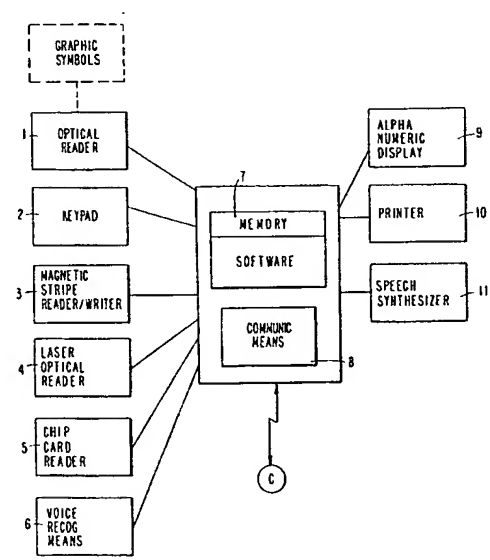 GRAPHIC
SYMBOLS
1
OPTICAL
READER
2
KEYPAD
3
MAGNETIC
STRIPE
READER/WRITER
4
LASER
OPTICAL
READER
5
CHIP
CARD
READER
6
VOICE
RECOG
MEANS
7
MEMORY
SOFTWARE
COMMUNIC
MEANS
8
C
ALPHA
NUMERIC
DISPLAY
9
PRINTER
10
SPEECH
SYNTHESIZER
11